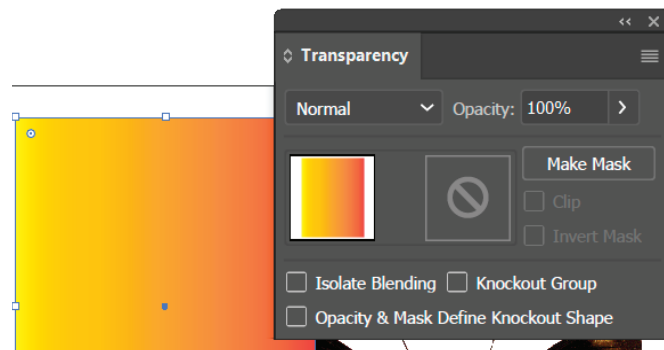 Transparency
Normal Opacity: 100%
Make Mask
Clip
Invert Mask
Isolate Blending Knockout Group
Opacity & Mask Define Knockout Shape